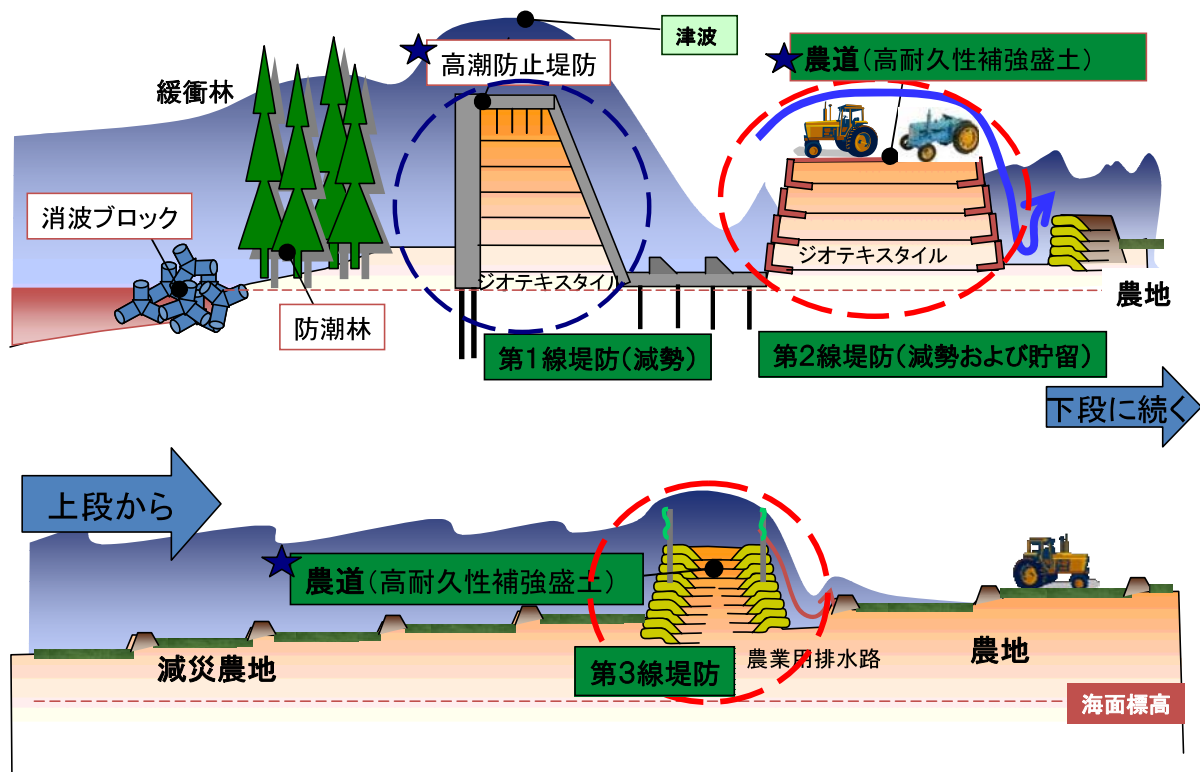 津波
高潮防止堤防
農道(高耐久性補強盛土)
緩衝林
消波ブロック
ジオテキスタイル
ジオテキスタイル
農地
防潮林
第1線堤防(減勢)
第2線堤防(減勢および貯留)
下段に続く
上段から
農道(高耐久性補強盛土)
減災農地
第3線堤防
農業用排水路
農地
海面標高